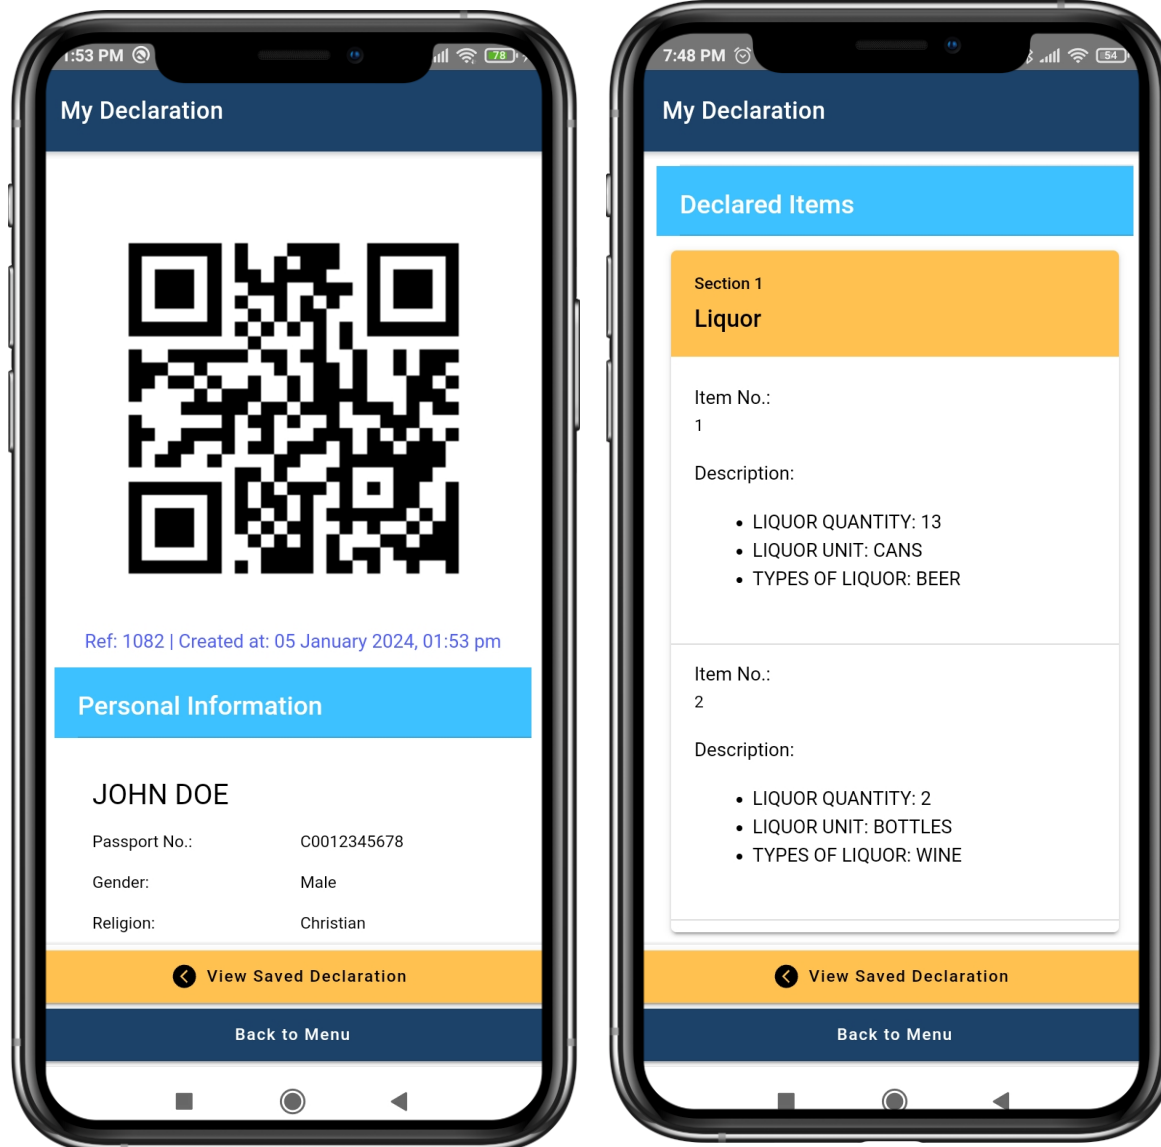 1:53 PM
78
My Declaration
Ref: 1082 | Created at: 05 January 2024, 01:53 pm
Personal Information
JOHN DOE
Passport No.: C0012345678
Gender: Male
Religion: Christian
View Saved Declaration
Back to Menu
7:48 PM
54
My Declaration
Declared Items
Section 1
Liquor
Item No.:
1
Description:
• LIQUOR QUANTITY: 13
• LIQUOR UNIT: CANS
• TYPES OF LIQUOR: BEER
Item No.:
2
Description:
• LIQUOR QUANTITY: 2
• LIQUOR UNIT: BOTTLES
• TYPES OF LIQUOR: WINE
View Saved Declaration
Back to Menu